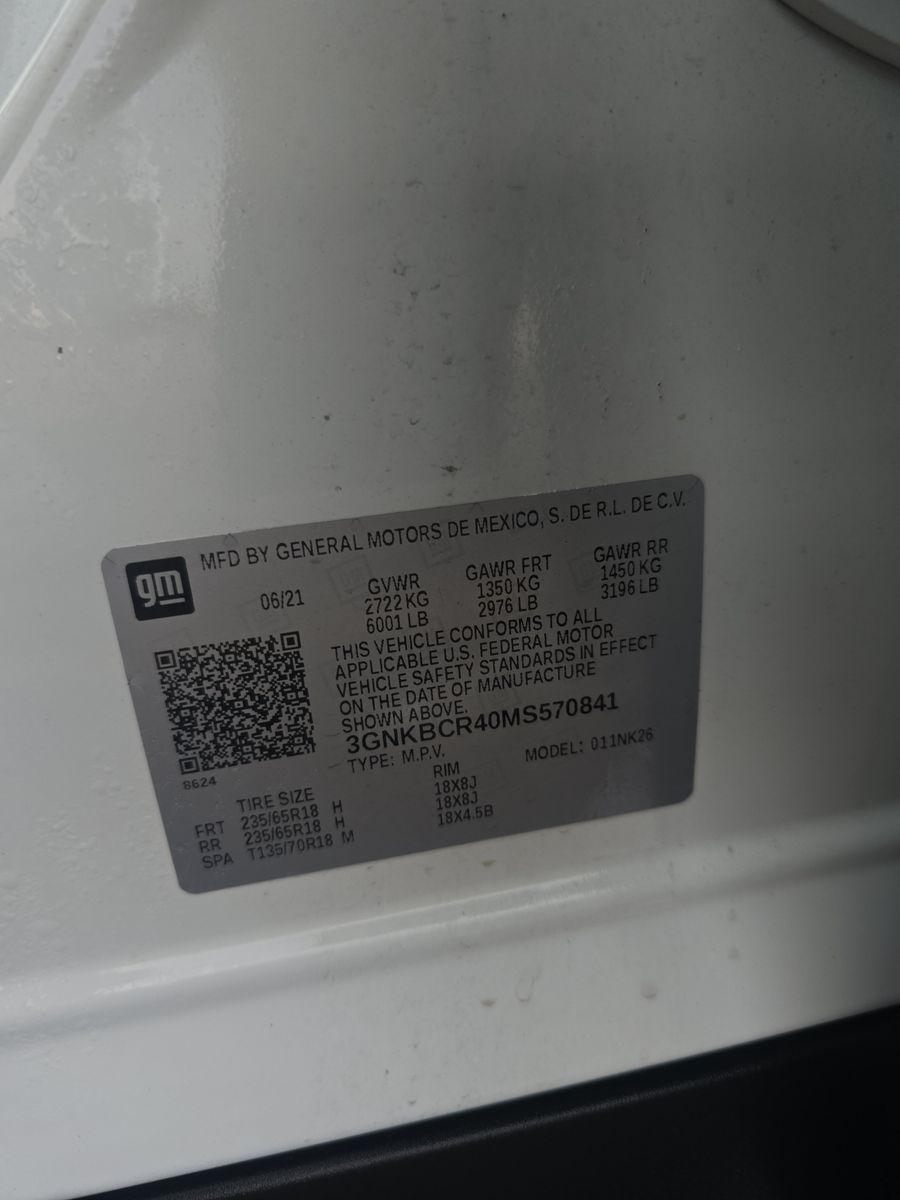 MFD BY GENERAL MOTORS DE MEXICO, S. DE R.L. DE C.V.
gm
06/21
GVWR
2722 KG
6001 LB
GAWR FRT
1350 KG
2976 LB
GAWR RR
1450 KG
3196 LB
THIS VEHICLE CONFORMS TO ALL
APPLICABLE U.S. FEDERAL MOTOR
VEHICLE SAFETY STANDARDS IN EFFECT
ON THE DATE OF MANUFACTURE
SHOWN ABOVE.
3GNKBCR40MS570841
TYPE: M.P.V. MODEL: 011NK26
8624
TIRE SIZE RIM
FRT 235/65R18 H 18X8J
RR 235/65R18 H 18X8J
SPA T135/70R18 M 18X4.5B